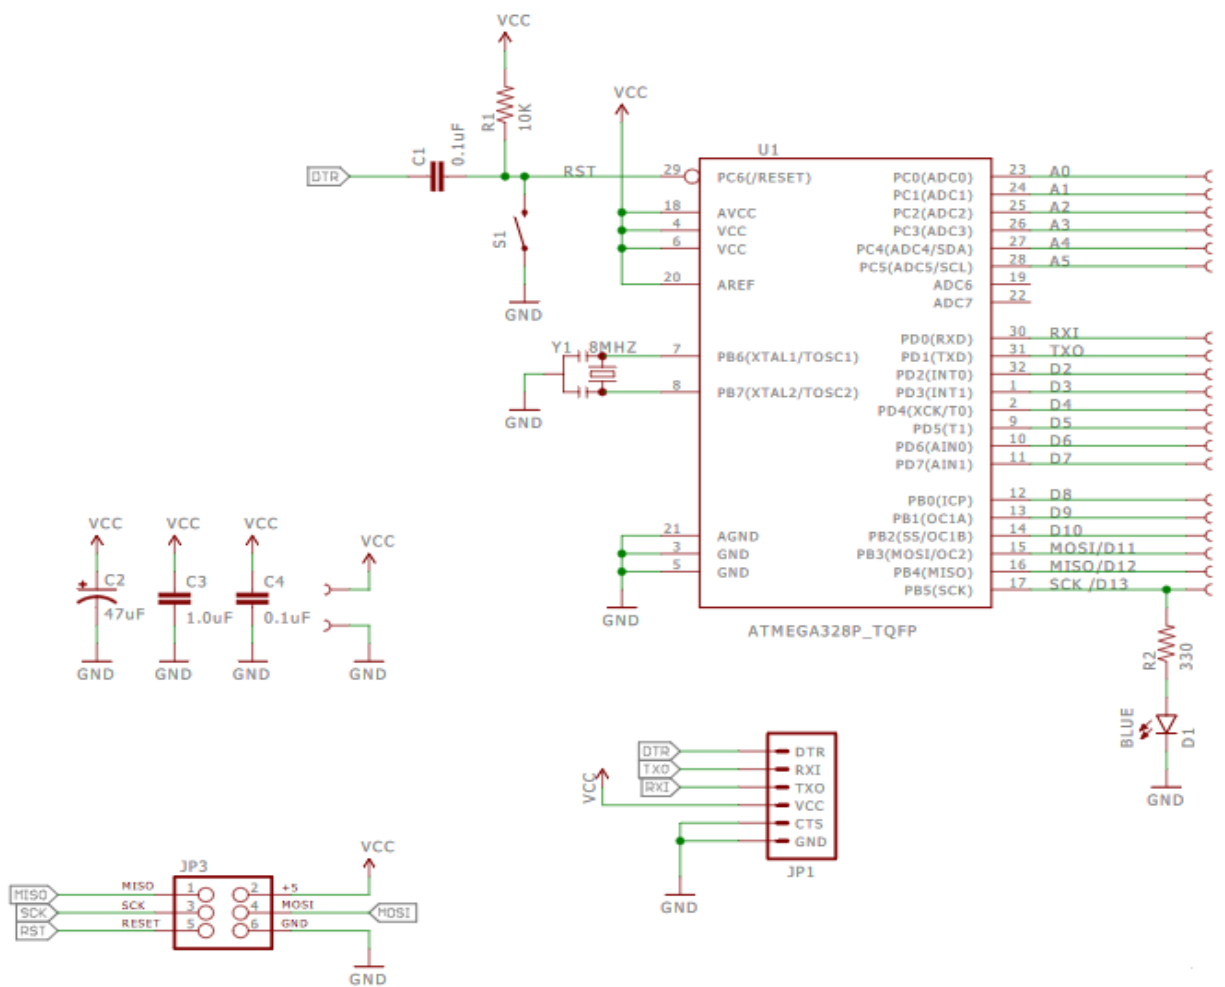 VCC
R1
10K
C1
0.1uF
DTR
RST
S1
GND
VCC
U1
29
PC6(/RESET)
18
AVCC
4
VCC
6
VCC
20
AREF
Y1
8MHZ
GND
7
PB6(XTAL1/TOSC1)
8
PB7(XTAL2/TOSC2)
21
AGND
3
GND
5
GND
GND
PC0(ADC0) 23 A0
PC1(ADC1) 24 A1
PC2(ADC2) 25 A2
PC3(ADC3) 26 A3
PC4(ADC4/SDA) 27 A4
PC5(ADC5/SCL) 28 A5
ADC6 19
ADC7 22
PD0(RXD) 30 RXI
PD1(TXD) 31 TXO
PD2(INT0) 32 D2
PD3(INT1) 1 D3
PD4(XCK/T0) 2 D4
PD5(T1) 9 D5
PD6(AIN0) 10 D6
PD7(AIN1) 11 D7
PB0(ICP) 12 D8
PB1(OC1A) 13 D9
PB2(SS/OC1B) 14 D10
PB3(MOSI/OC2) 15 MOSI/D11
PB4(MISO) 16 MISO/D12
PB5(SCK) 17 SCK /D13
ATMEGA328P_TQFP
R2
330
BLUE
D1
GND
VCC
+
C2
47uF
GND
VCC
C3
1.0uF
GND
VCC
C4
0.1uF
GND
VCC
GND
DTR DTR
TXO RXI
RXI TXO
VCC VCC
CTS
GND
JP1
GND
JP3
VCC
MISO MISO 1 2 +5
SCK SCK 3 4 MOSI MOSI
RST RESET 5 6 GND
GND